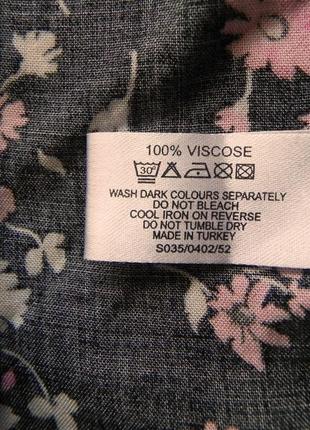 100% VISCOSE
30°
WASH DARK COLOURS SEPARATELY
DO NOT BLEACH
COOL IRON ON REVERSE
DO NOT TUMBLE DRY
MADE IN TURKEY
S035/0402/52